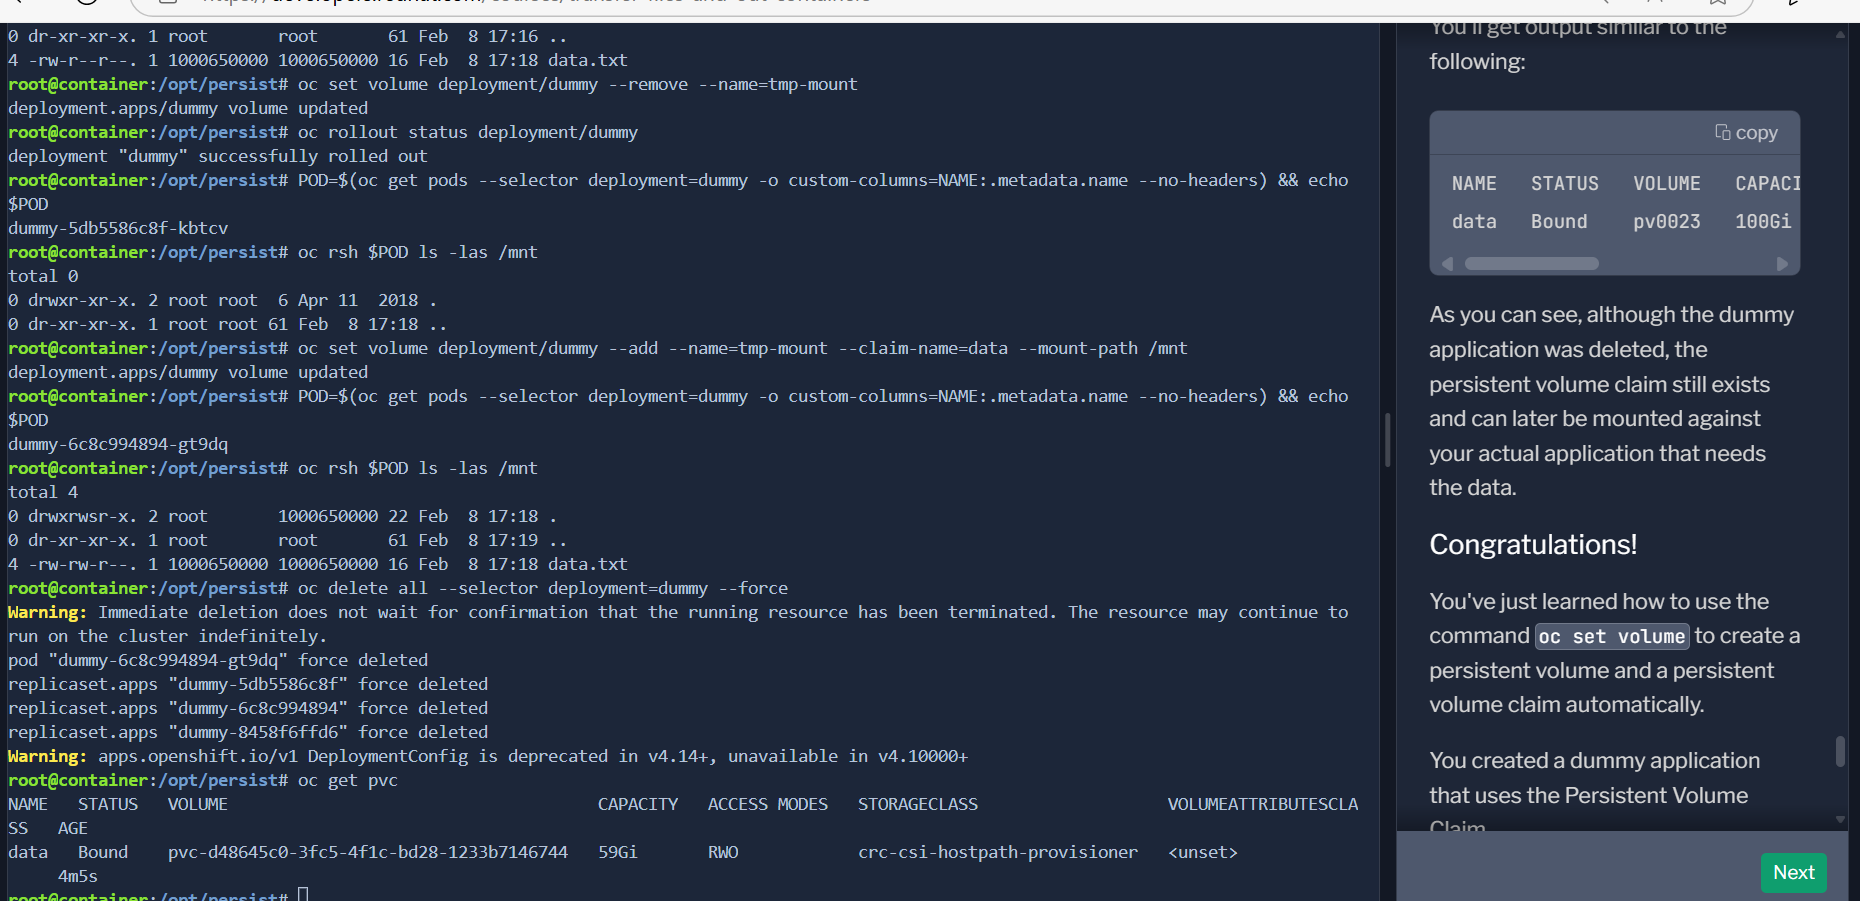 0 dr-xr-xr-x. 1 root       root       61 Feb  8 17:16 ..
4 -rw-r--r--. 1 1000650000 1000650000 16 Feb  8 17:18 data.txt
root@container:/opt/persist# oc set volume deployment/dummy --remove --name=tmp-mount
deployment.apps/dummy volume updated
root@container:/opt/persist# oc rollout status deployment/dummy
deployment "dummy" successfully rolled out
root@container:/opt/persist# POD=$(oc get pods --selector deployment=dummy -o custom-columns=NAME:.metadata.name --no-headers) && echo
$POD
dummy-5db5586c8f-kbtcv
root@container:/opt/persist# oc rsh $POD ls -las /mnt
total 0
0 drwxr-xr-x. 2 root root  6 Apr 11  2018 .
0 dr-xr-xr-x. 1 root root 61 Feb  8 17:18 ..
root@container:/opt/persist# oc set volume deployment/dummy --add --name=tmp-mount --claim-name=data --mount-path /mnt
deployment.apps/dummy volume updated
root@container:/opt/persist# POD=$(oc get pods --selector deployment=dummy -o custom-columns=NAME:.metadata.name --no-headers) && echo
$POD
dummy-6c8c994894-gt9dq
root@container:/opt/persist# oc rsh $POD ls -las /mnt
total 4
0 drwxrwsr-x. 2 root       1000650000 22 Feb  8 17:18 .
0 dr-xr-xr-x. 1 root       root       61 Feb  8 17:19 ..
4 -rw-rw-r--. 1 1000650000 1000650000 16 Feb  8 17:18 data.txt
root@container:/opt/persist# oc delete all --selector deployment=dummy --force
Warning: Immediate deletion does not wait for confirmation that the running resource has been terminated. The resource may continue to
run on the cluster indefinitely.
pod "dummy-6c8c994894-gt9dq" force deleted
replicaset.apps "dummy-5db5586c8f" force deleted
replicaset.apps "dummy-6c8c994894" force deleted
replicaset.apps "dummy-8458f6ffd6" force deleted
Warning: apps.openshift.io/v1 DeploymentConfig is deprecated in v4.14+, unavailable in v4.10000+
root@container:/opt/persist# oc get pvc
NAME   STATUS   VOLUME                                     CAPACITY   ACCESS MODES   STORAGECLASS                   VOLUMEATTRIBUTESCLA
SS   AGE
data   Bound    pvc-d48645c0-3fc5-4f1c-bd28-1233b7146744   59Gi       RWO            crc-csi-hostpath-provisioner   <unset>
     4m5s
root@container:/opt/persist#
You'll get output similar to the
following:
copy
NAME   STATUS   VOLUME   CAPACI
data   Bound    pv0023   100Gi
As you can see, although the dummy
application was deleted, the
persistent volume claim still exists
and can later be mounted against
your actual application that needs
the data.
Congratulations!
You've just learned how to use the
command oc set volume to create a
persistent volume and a persistent
volume claim automatically.
You created a dummy application
that uses the Persistent Volume
Claim
Next